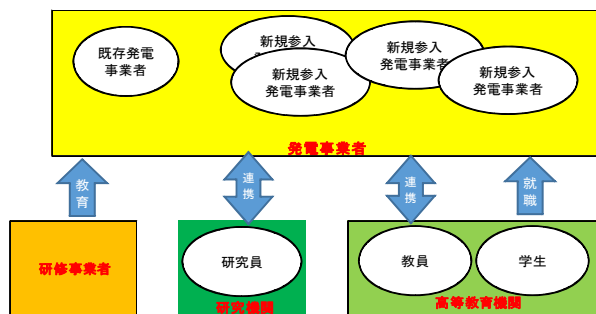 既存発電
事業者
新規参入
新規参入
発電事業者
新規参入
発電事業者
新規参入
発電事業者
発電事業者
教育
連携
連携
就職
研修事業者
研究員
研究機関
教員
学生
高等教育機関